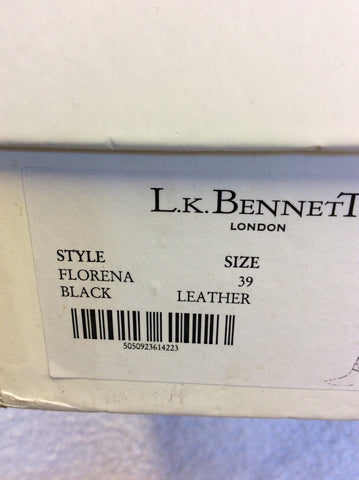 L.K.BENNETT
LONDON
STYLE SIZE
FLORENA 39
BLACK LEATHER
5050923614223